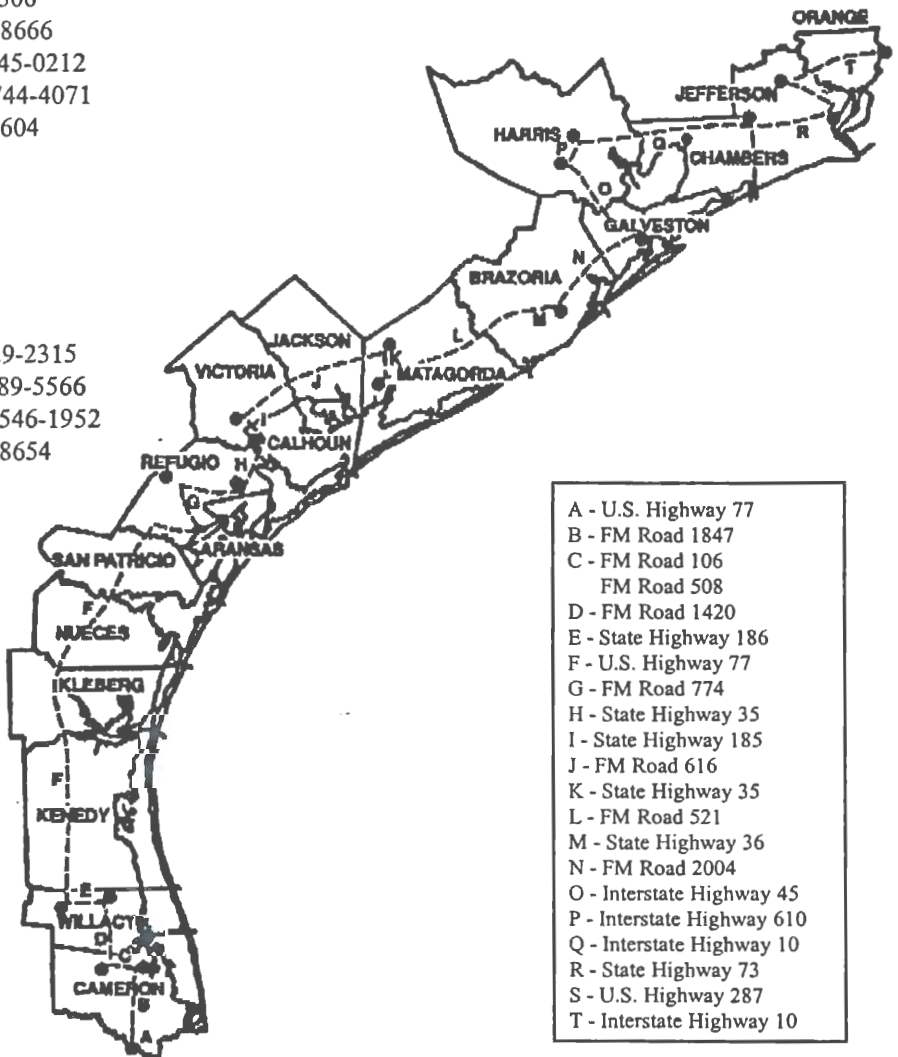 8666
45-0212
744-4071
604
9-2315
89-5566
546-1952
8654
ORANGE
T
JEFFERSON
S
HARRIS
R
P
Q
CHAMBERS
O
GALVESTON
N
BRAZORIA
M
L
JACKSON
K
VICTORIA
J
MATAGORDA
I
CALHOUN
REFUGIO
H
G
ARANSAS
SAN PATRICIO
F
NUECES
KLEBERG
F
KENEDY
E
WILLACY
D
C
CAMERON
B
A
A - U.S. Highway 77
B - FM Road 1847
C - FM Road 106
FM Road 508
D - FM Road 1420
E - State Highway 186
F - U.S. Highway 77
G - FM Road 774
H - State Highway 35
I - State Highway 185
J - FM Road 616
K - State Highway 35
L - FM Road 521
M - State Highway 36
N - FM Road 2004
O - Interstate Highway 45
P - Interstate Highway 610
Q - Interstate Highway 10
R - State Highway 73
S - U.S. Highway 287
T - Interstate Highway 10